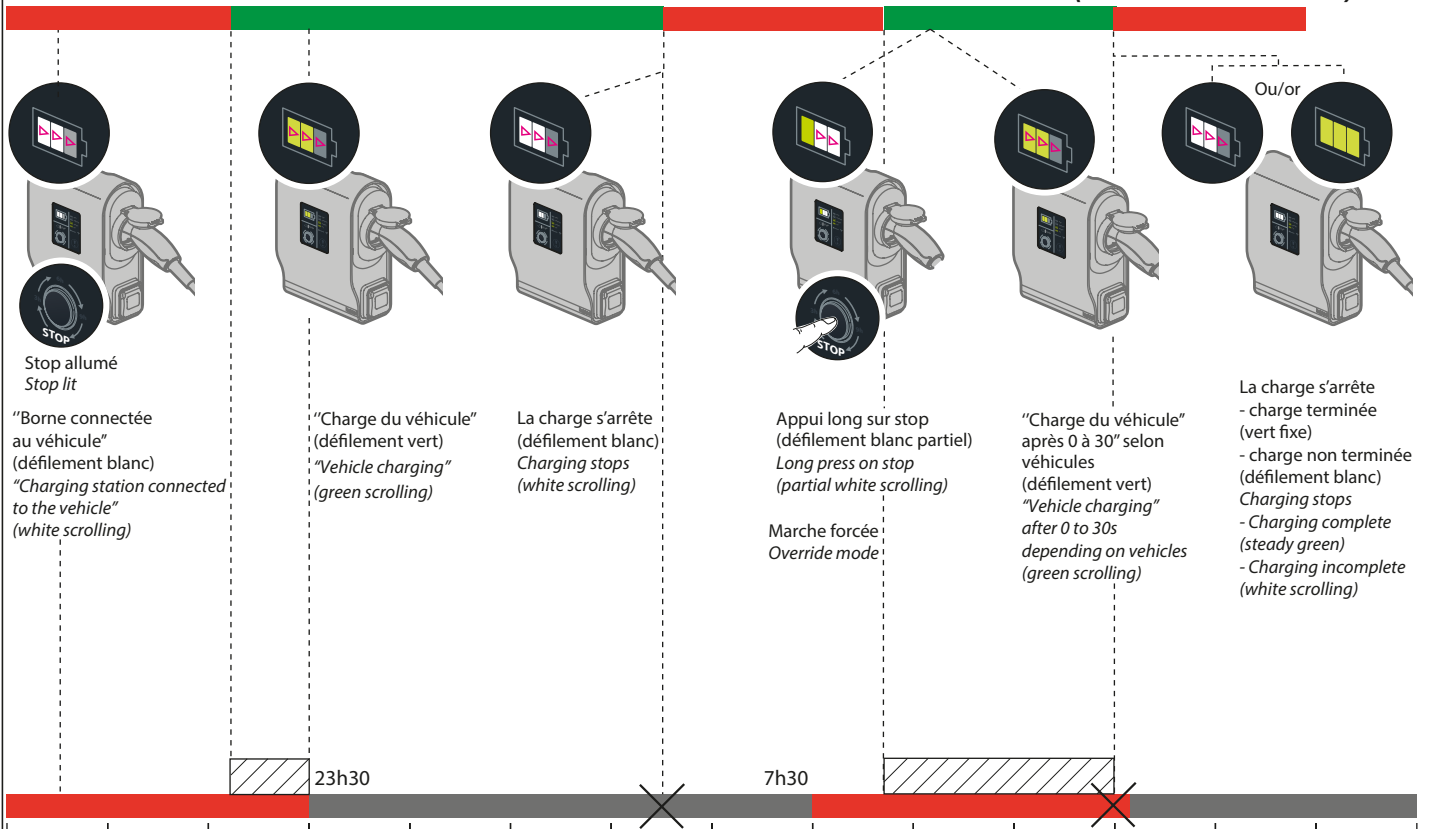 Ou/or
STOP
STOP
Stop allumé
Stop lit
‘’Borne connectée
au véhicule”
(défilement blanc)
“Charging station connected
to the vehicle”
(white scrolling)
‘’Charge du véhicule”
(défilement vert)
“Vehicle charging”
(green scrolling)
La charge s’arrête
(défilement blanc)
Charging stops
(white scrolling)
Appui long sur stop
(défilement blanc partiel)
Long press on stop
(partial white scrolling)
Marche forcée
Override mode
‘’Charge du véhicule”
après 0 à 30” selon
véhicules
(défilement vert)
“Vehicle charging”
after 0 to 30s
depending on vehicles
(green scrolling)
La charge s’arrête
- charge terminée
(vert fixe)
- charge non terminée
(défilement blanc)
Charging stops
- Charging complete
(steady green)
- Charging incomplete
(white scrolling)
23h30
7h30